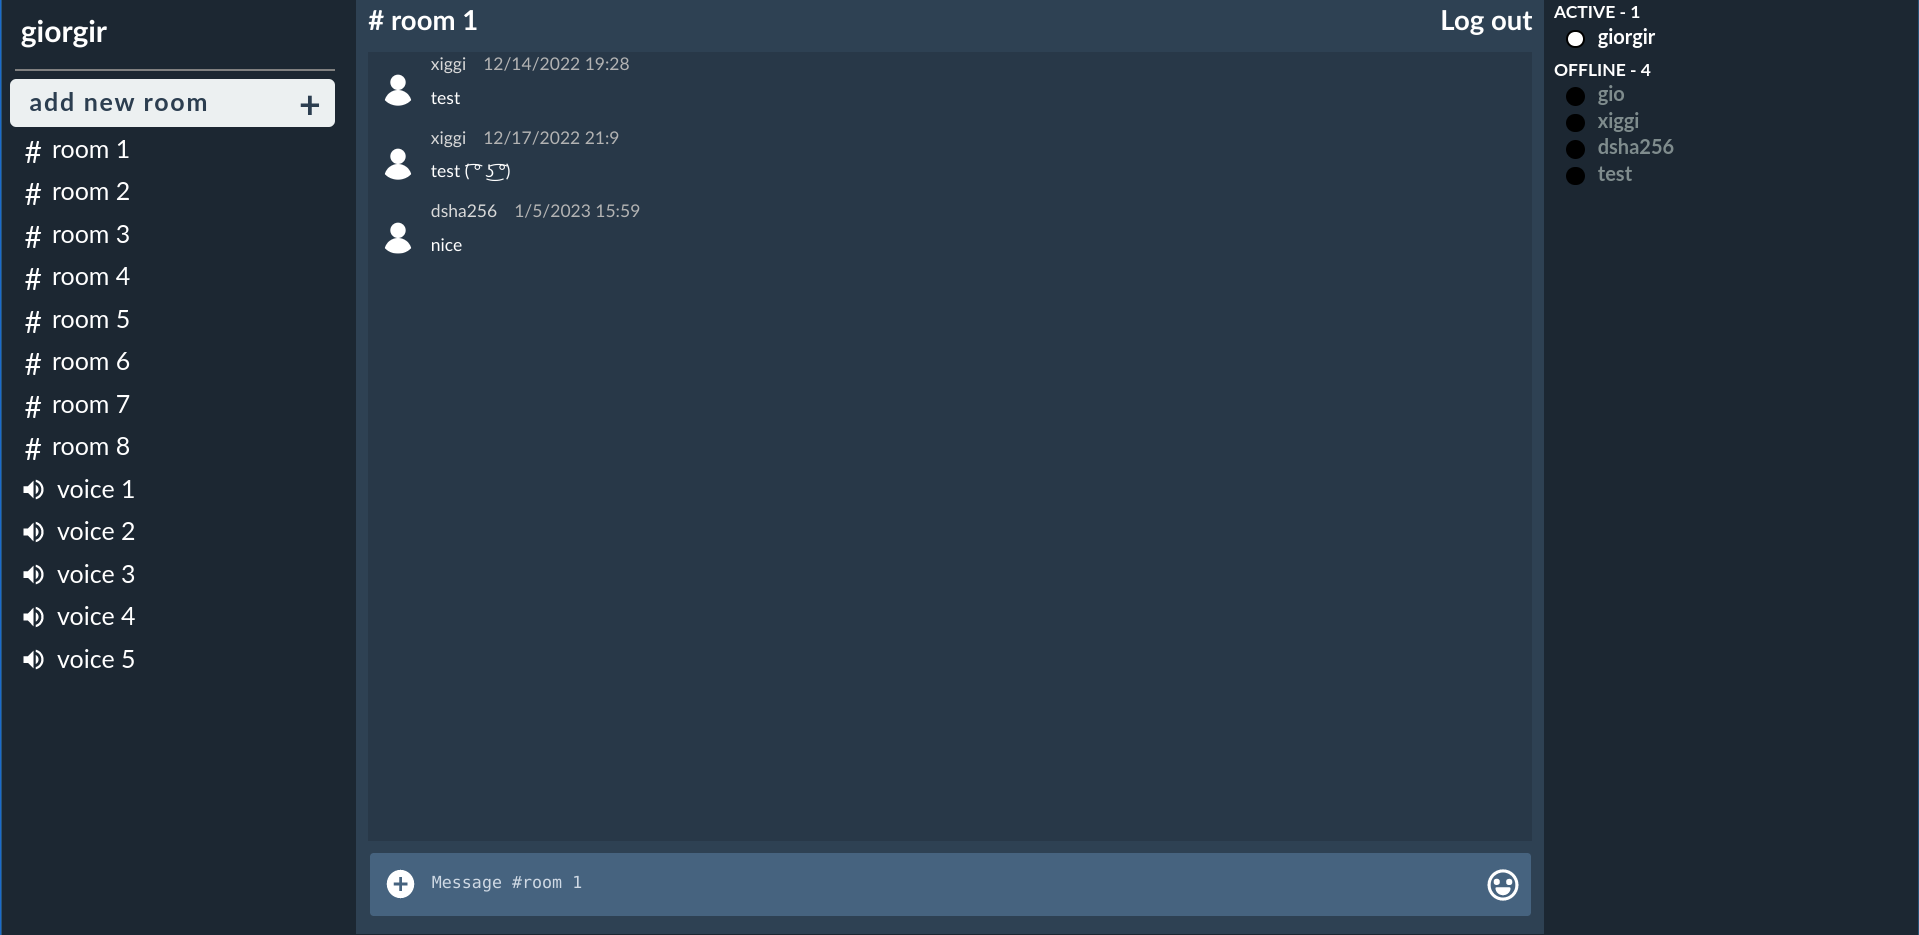 giorgir
add new room +
# room 1
# room 2
# room 3
# room 4
# room 5
# room 6
# room 7
# room 8
voice 1
voice 2
voice 3
voice 4
voice 5
# room 1
Log out
xiggi 12/14/2022 19:28
test
xiggi 12/17/2022 21:9
test ( ͡° ͜ʖ ͡°)
dsha256 1/5/2023 15:59
nice
Message #room 1
ACTIVE - 1
giorgir
OFFLINE - 4
gio
xiggi
dsha256
test